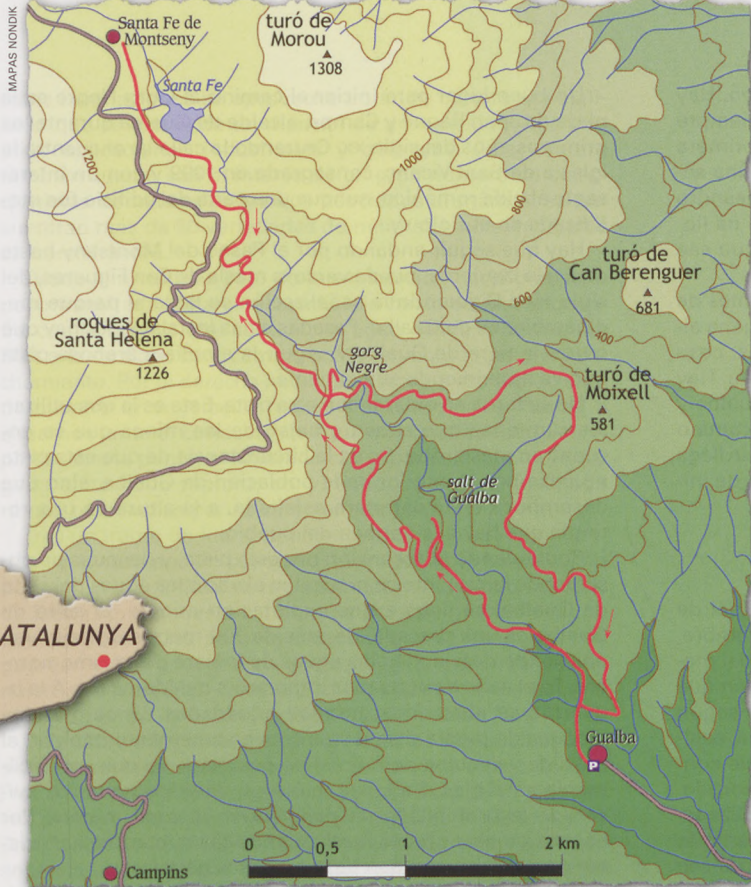 MAPAS NONDIK
Santa Fe de
Montseny
turó de
Morou
1308
Santa Fe
1200
1000
800
600
400
turó de
Can Berenguer
681
roques de
Santa Helena
1226
gorg
Negre
turó de
Moixell
581
salt de
Gualba
ATALUNYA
Gualba
P
Campins
0
0,5
1
2 km